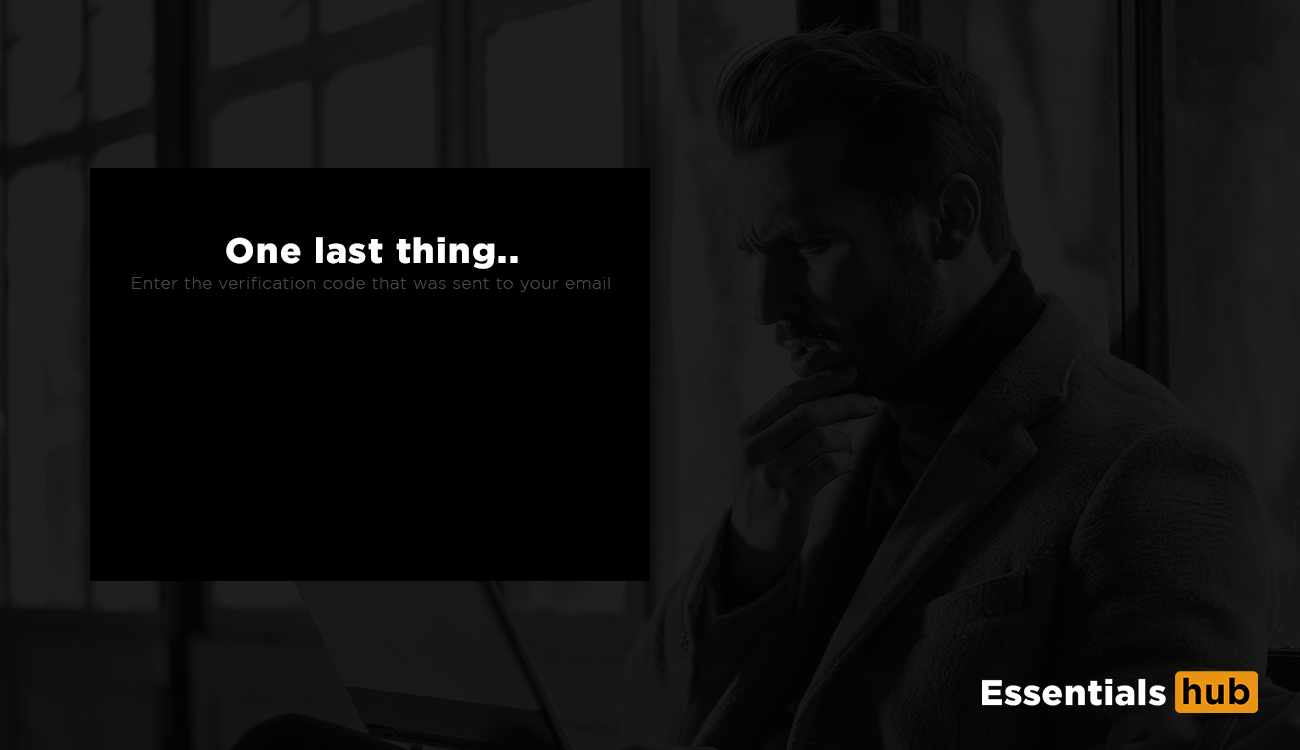 One last thing..
Enter the verification code that was sent to your email
Essentials hub